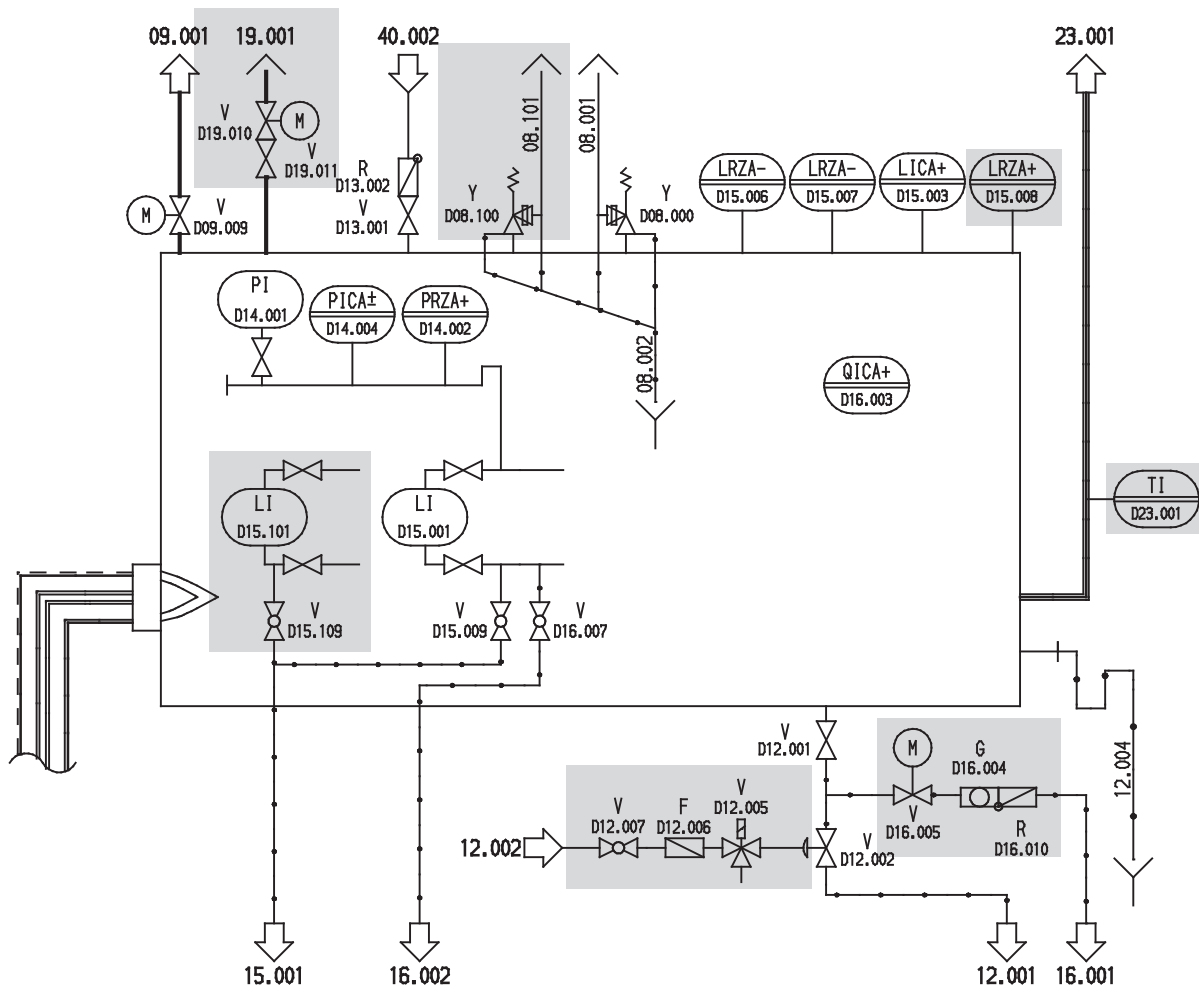 09.001 19.001 40.002 23.001
08.101 08.001
V
D19.010
M
V
D19.011
R
D13.002
V
D13.001
M
V
D09.009
Y
D08.100
Y
D08.000
LRZA-
D15.006
LRZA-
D15.007
LICA+
D15.003
LRZA+
D15.008
PI
D14.001
PICA±
D14.004
PRZA+
D14.002
08.002
QICA+
D16.003
LI
D15.101
LI
D15.001
TI
D23.001
V
D15.109
V
D15.009
V
D16.007
V
D12.001
M
V
D16.005
G
D16.004
R
D16.010
12.004
12.002
V
D12.007
F
D12.006
V
D12.005
V
D12.002
15.001 16.002 12.001 16.001